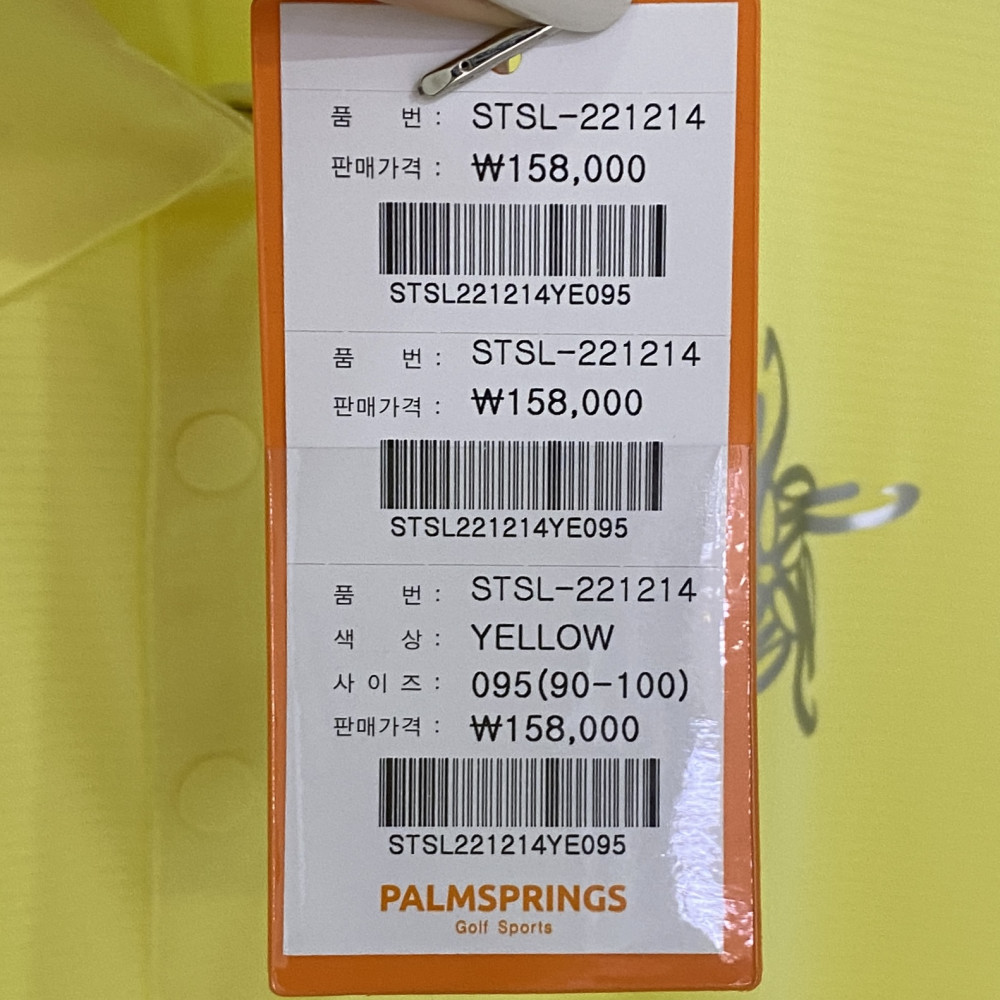 품 번 : STSL-221214
판매가격 : ₩158,000
STSL221214YE095
품 번 : STSL-221214
판매가격 : ₩158,000
STSL221214YE095
품 번 : STSL-221214
색 상 : YELLOW
사 이 즈 : 095(90-100)
판매가격 : ₩158,000
STSL221214YE095
PALMSPRINGS
Golf Sports